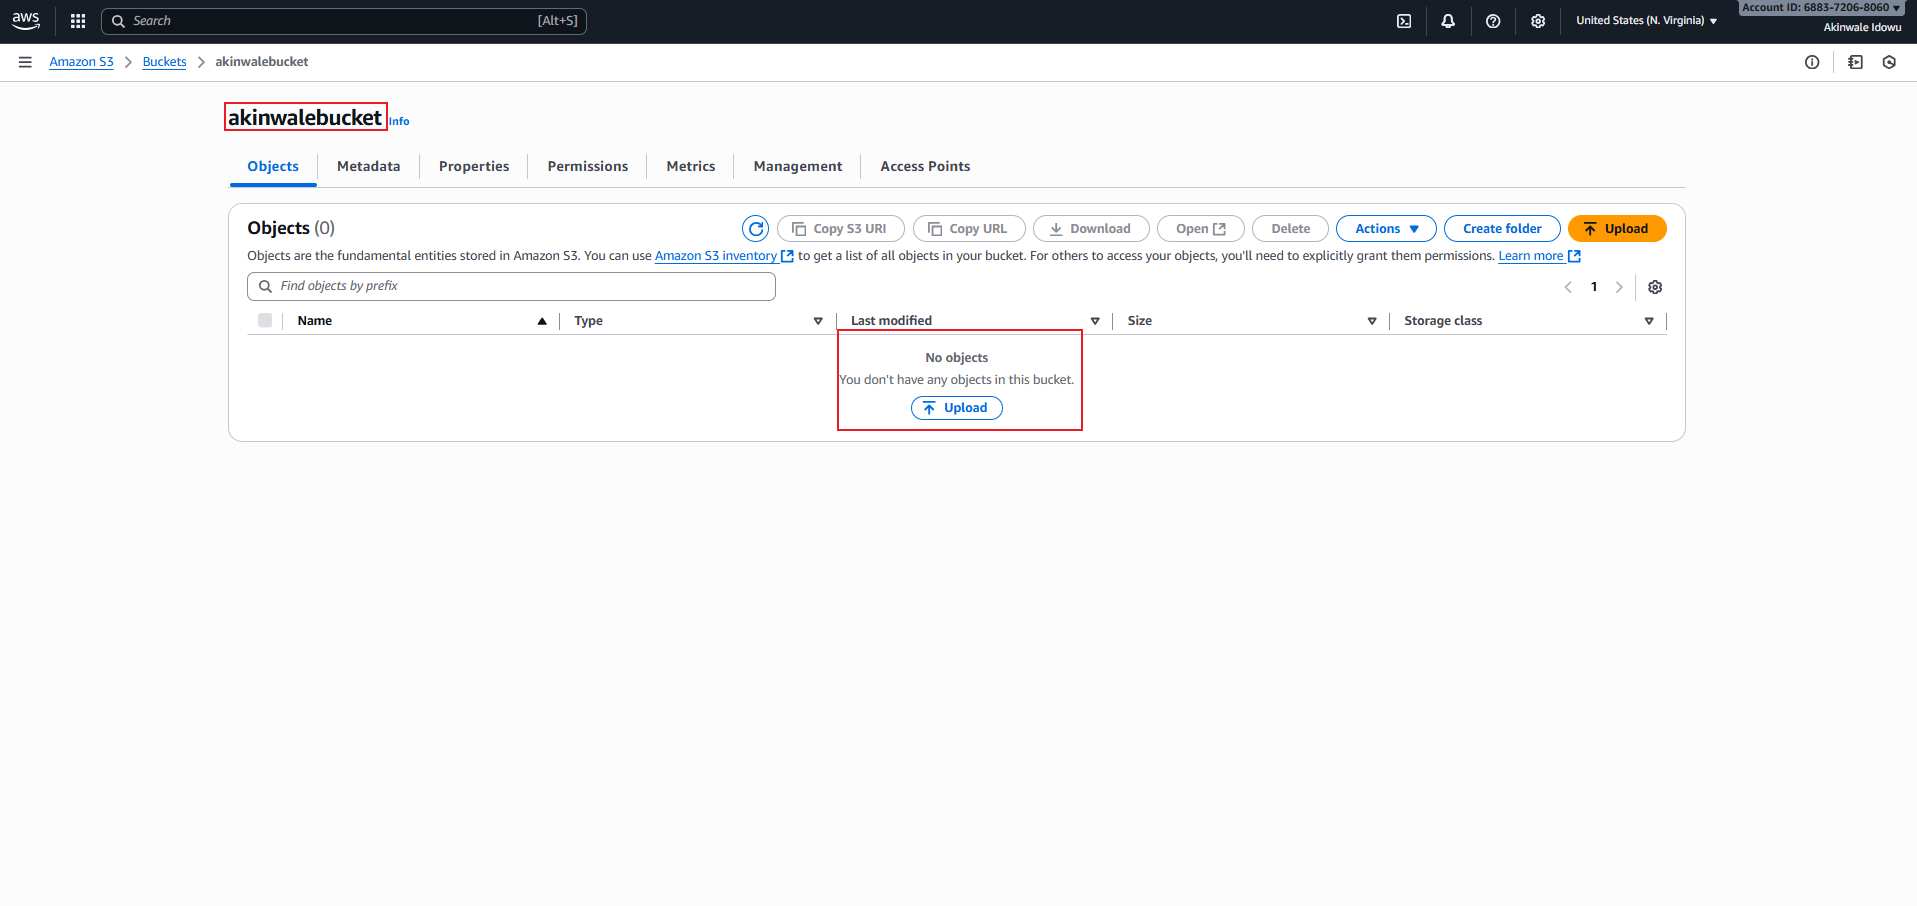 aws
Search
[Alt+S]
United States (N. Virginia)
Account ID: 6883-7206-8060
Akinwale Idowu
Amazon S3
Buckets
akinwalebucket
akinwalebucket Info
Objects
Metadata
Properties
Permissions
Metrics
Management
Access Points
Objects (0)
Copy S3 URI
Copy URL
Download
Open
Delete
Actions
Create folder
Upload
Objects are the fundamental entities stored in Amazon S3. You can use Amazon S3 inventory to get a list of all objects in your bucket. For others to access your objects, you'll need to explicitly grant them permissions. Learn more
Find objects by prefix
1
Name
Type
Last modified
Size
Storage class
No objects
You don't have any objects in this bucket.
Upload